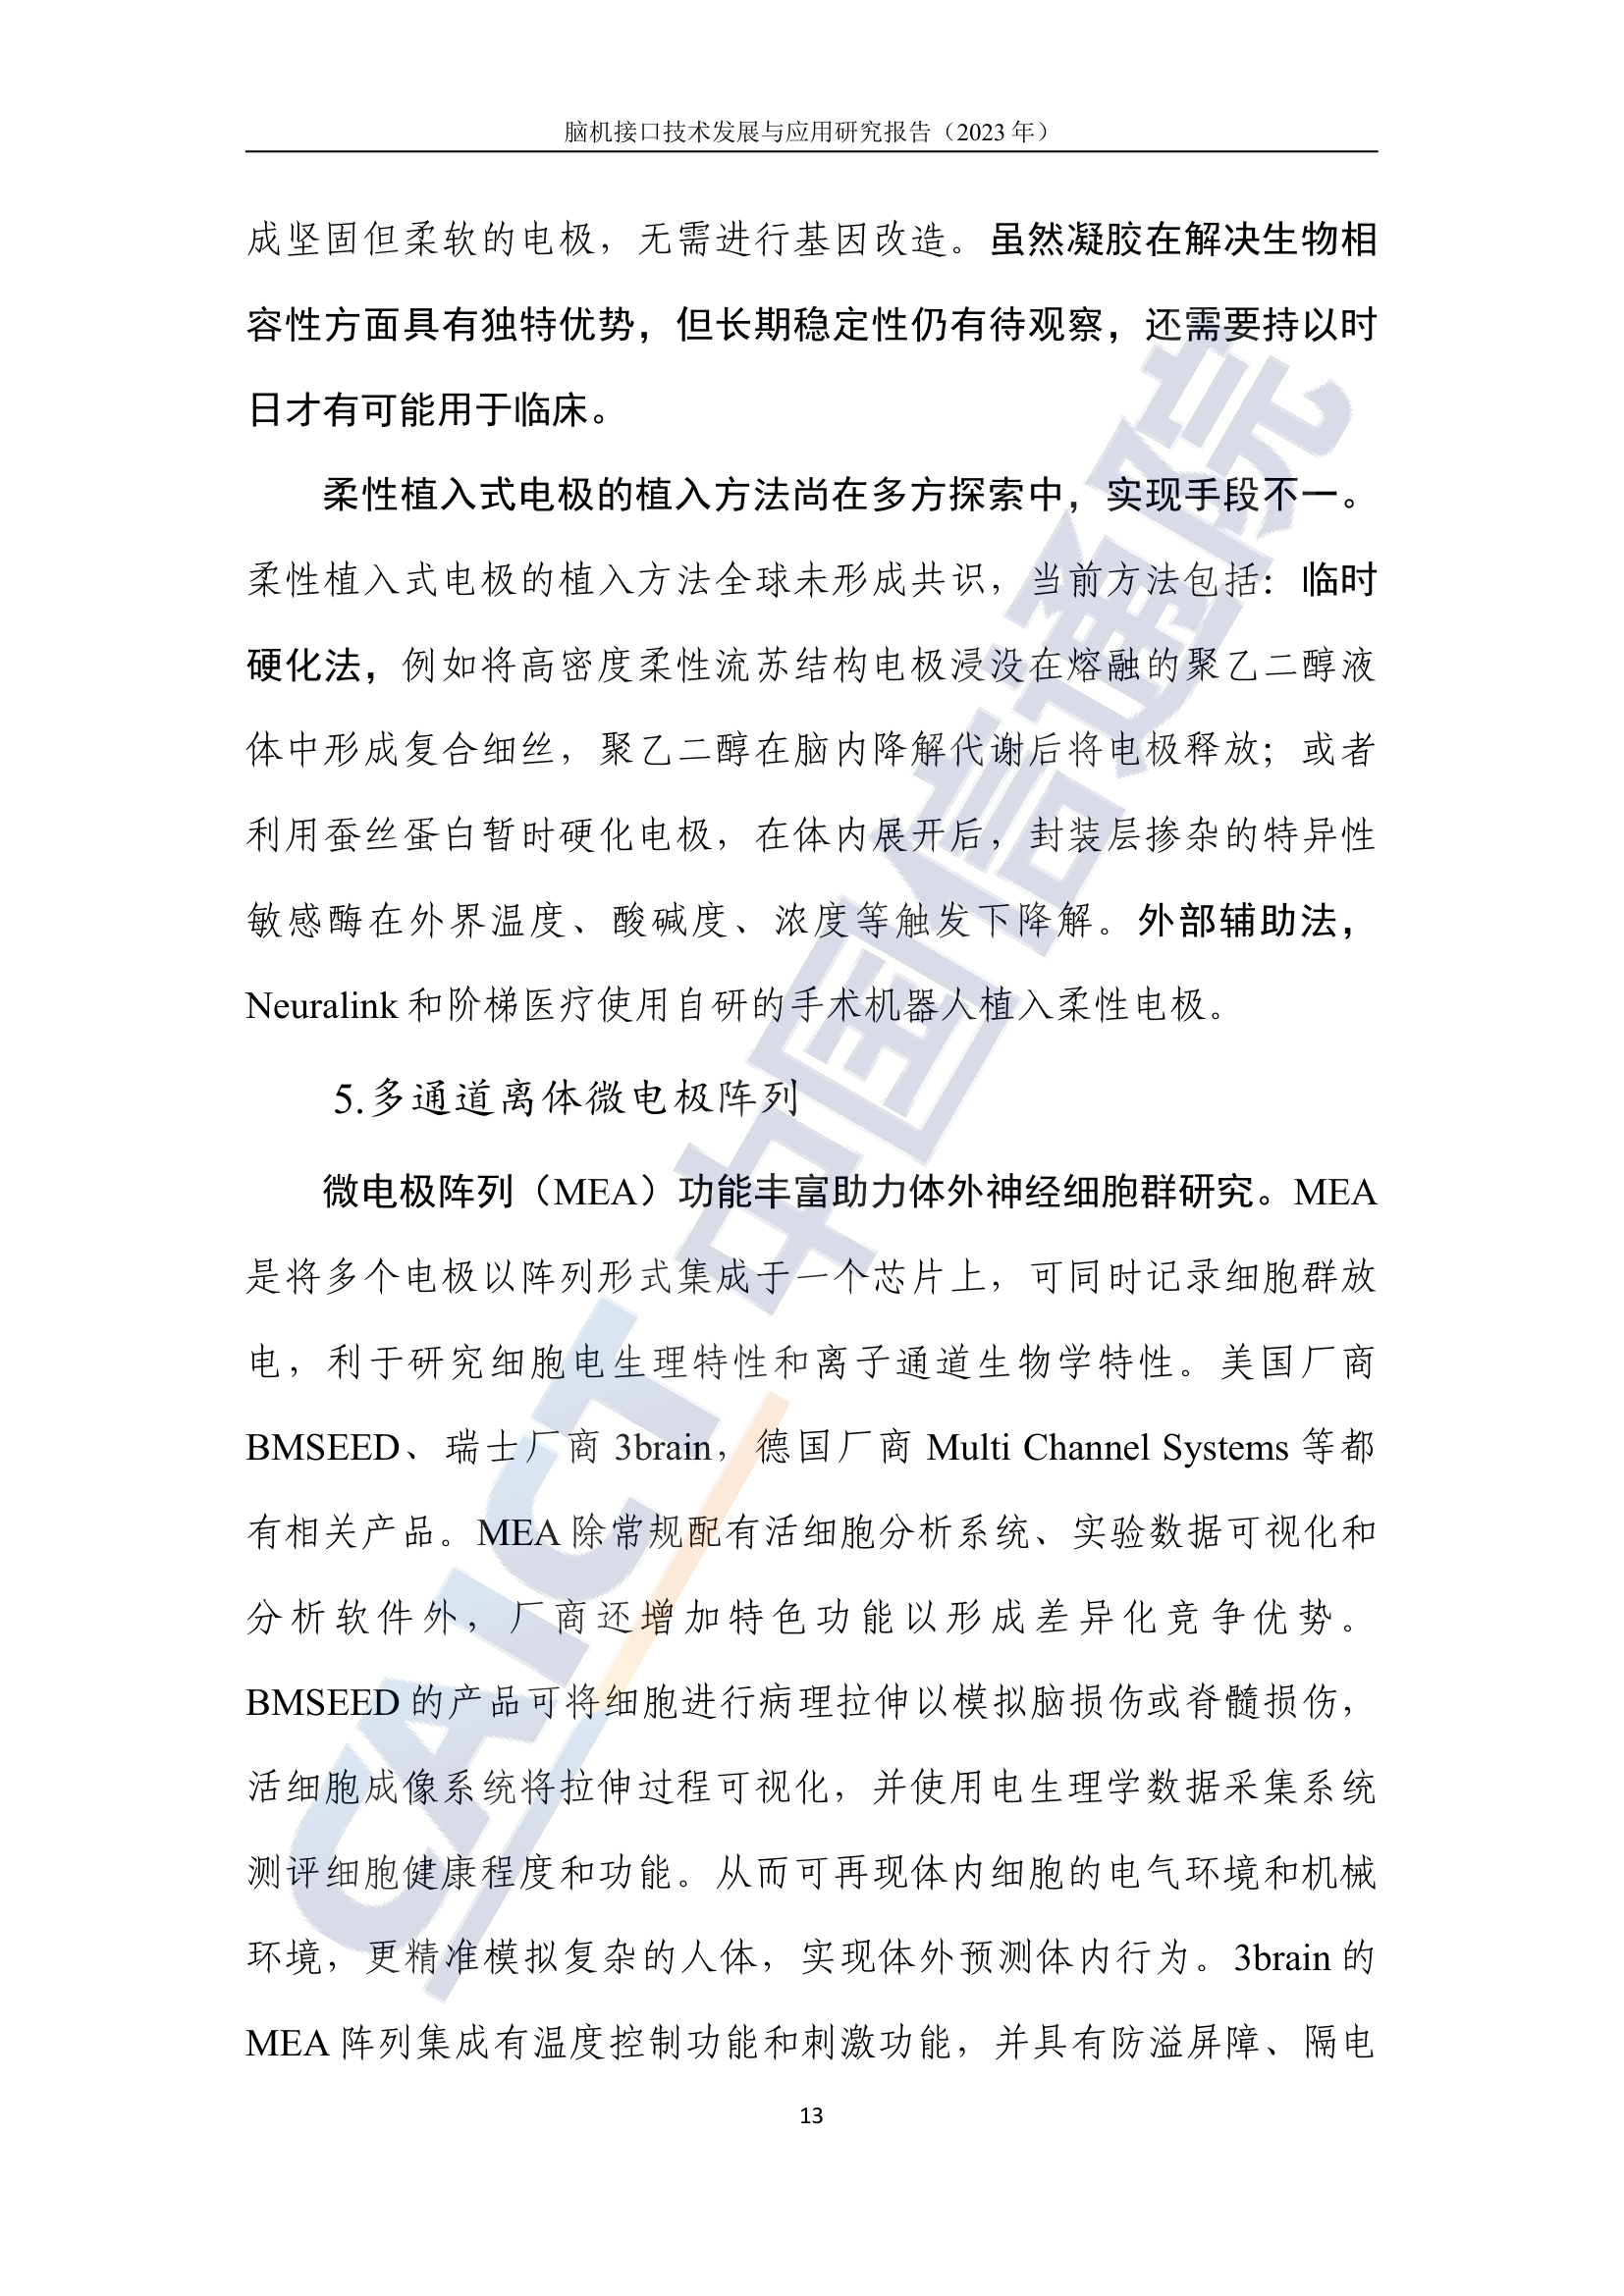 脑机接口技术发展与应用研究报告（2023 年）
成坚固但柔软的电极，无需进行基因改造。虽然凝胶在解决生物相
容性方面具有独特优势，但长期稳定性仍有待观察，还需要持以时
日才有可能用于临床。
柔性植入式电极的植入方法尚在多方探索中，实现手段不一。
柔性植入式电极的植入方法全球未形成共识，当前方法包括：临时
硬化法，例如将高密度柔性流苏结构电极浸没在熔融的聚乙二醇液
体中形成复合细丝，聚乙二醇在脑内降解代谢后将电极释放；或者
利用蚕丝蛋白暂时硬化电极，在体内展开后，封装层掺杂的特异性
敏感酶在外界温度、酸碱度、浓度等触发下降解。外部辅助法，
Neuralink 和阶梯医疗使用自研的手术机器人植入柔性电极。
5.多通道离体微电极阵列
微电极阵列（MEA）功能丰富助力体外神经细胞群研究。MEA
是将多个电极以阵列形式集成于一个芯片上，可同时记录细胞群放
电，利于研究细胞电生理特性和离子通道生物学特性。美国厂商
BMSEED、瑞士厂商 3brain，德国厂商 Multi Channel Systems 等都
有相关产品。MEA 除常规配有活细胞分析系统、实验数据可视化和
分析软件外，厂商还增加特色功能以形成差异化竞争优势。
BMSEED 的产品可将细胞进行病理拉伸以模拟脑损伤或脊髓损伤，
活细胞成像系统将拉伸过程可视化，并使用电生理学数据采集系统
测评细胞健康程度和功能。从而可再现体内细胞的电气环境和机械
环境，更精准模拟复杂的人体，实现体外预测体内行为。3brain 的
MEA 阵列集成有温度控制功能和刺激功能，并具有防溢屏障、隔电
13
CAICT 中国信通院